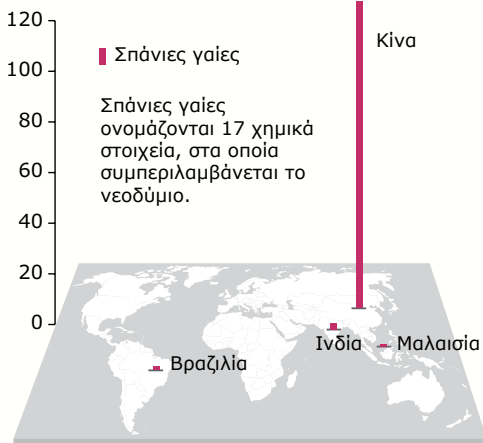 120
100
80
60
40
20
0
Σπάνιες γαίες
Σπάνιες γαίες
ονομάζονται 17 χημικά
στοιχεία, στα οποία
συμπεριλαμβάνεται το
νεοδύμιο.
Κίνα
Ινδία
Μαλαισία
Βραζιλία